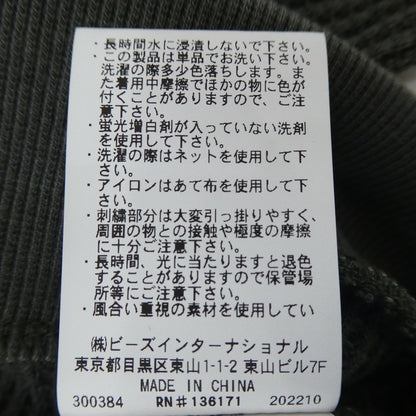 ・長時間水に浸漬しないで下さい。
・この製品は単品でお洗い下さい。
洗濯の際多少色落ちします。ま
た着用中摩擦でほかの物に色が
付くことがありますので、ご注
意下さい。
・蛍光増白剤が入っていない洗剤
を使用して下さい。
・洗濯の際はネットを使用して下
さい。
・アイロンはあて布を使用して下
さい。
・刺繍部分は大変引っ掛りやすく、
周囲の物との接触や極度の摩擦
に十分ご注意下さい。
・長時間、光に当たりますと退色
することがありますので保管場
所等にご注意下さい。
・風合い重視の素材を使用してい
㈱ビーズインターナショナル
東京都目黒区東山1-1-2 東山ビル7F
MADE IN CHINA
300384 RN#136171 202210